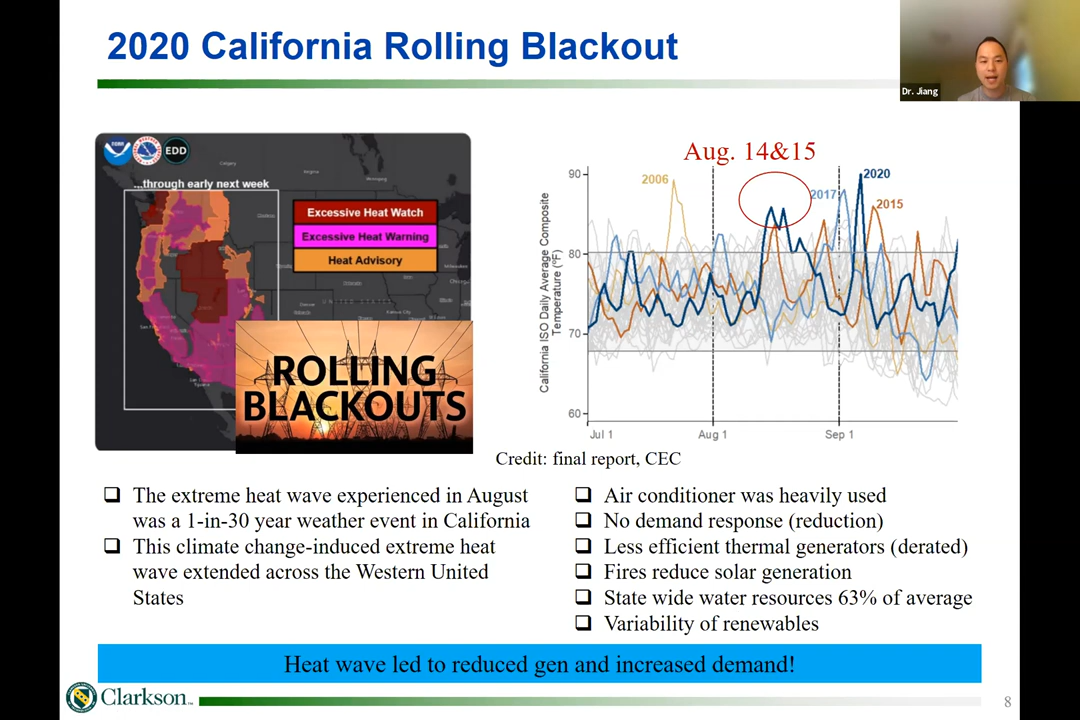 2020 California Rolling Blackout
Dr. Jiang
EDD
...through early next week
Excessive Heat Watch
Excessive Heat Warning
Heat Advisory
ROLLING
BLACKOUTS
Aug. 14&15
California ISO Daily Average Composite
Temperature (°F)
90
80
70
60
2006
2017
2020
2015
Jul 1
Aug 1
Sep 1
Credit: final report, CEC
The extreme heat wave experienced in August
was a 1-in-30 year weather event in California
This climate change-induced extreme heat
wave extended across the Western United
States
Air conditioner was heavily used
No demand response (reduction)
Less efficient thermal generators (derated)
Fires reduce solar generation
State wide water resources 63% of average
Variability of renewables
Heat wave led to reduced gen and increased demand!
Clarkson
8